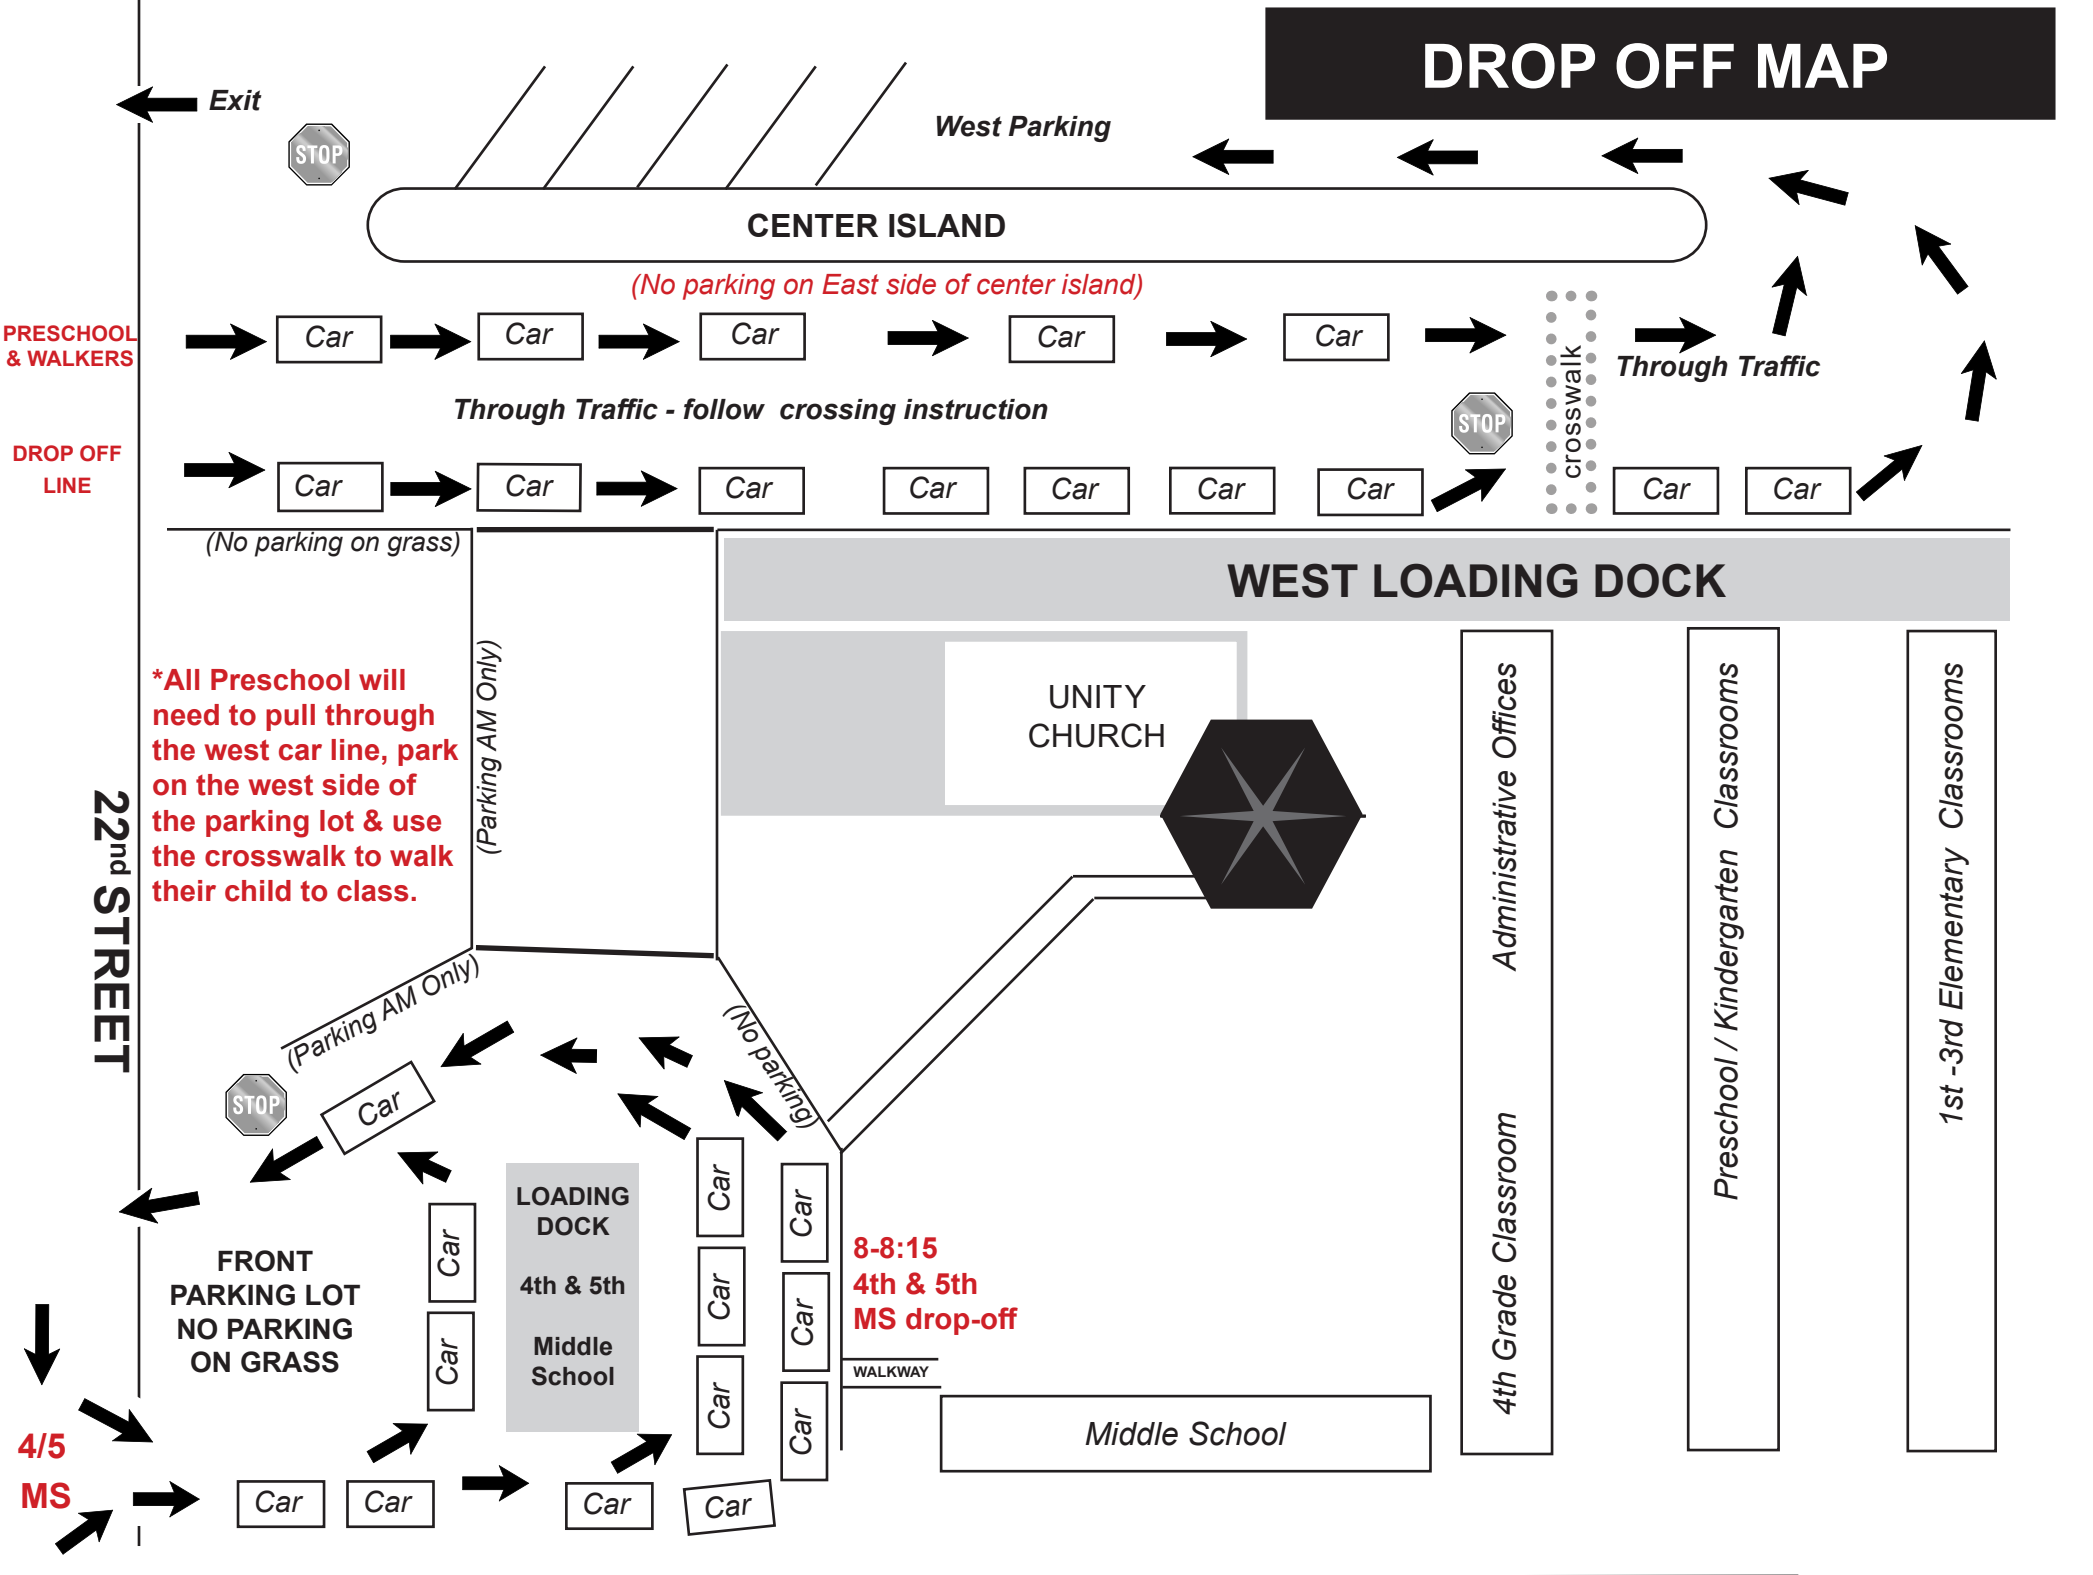 DROP OFF MAP
Exit
STOP
West Parking
CENTER ISLAND
(No parking on East side of center island)
PRESCHOOL
& WALKERS
Car
Car
Car
Car
Car
crosswalk
Through Traffic
Through Traffic - follow crossing instruction
STOP
DROP OFF
LINE
Car
Car
Car
Car
Car
Car
Car
Car
Car
(No parking on grass)
WEST LOADING DOCK
*All Preschool will
need to pull through
the west car line, park
on the west side of
the parking lot & use
the crosswalk to walk
their child to class.
(Parking AM Only)
UNITY
CHURCH
Administrative Offices
4th Grade Classroom
Preschool / Kindergarten Classrooms
1st -3rd Elementary Classrooms
22nd STREET
(Parking AM Only)
(No parking)
STOP
Car
LOADING
DOCK
4th & 5th
Middle
School
Car
Car
Car
Car
Car
Car
Car
Car
8-8:15
4th & 5th
MS drop-off
WALKWAY
FRONT
PARKING LOT
NO PARKING
ON GRASS
Middle School
4/5
MS
Car
Car
Car
Car